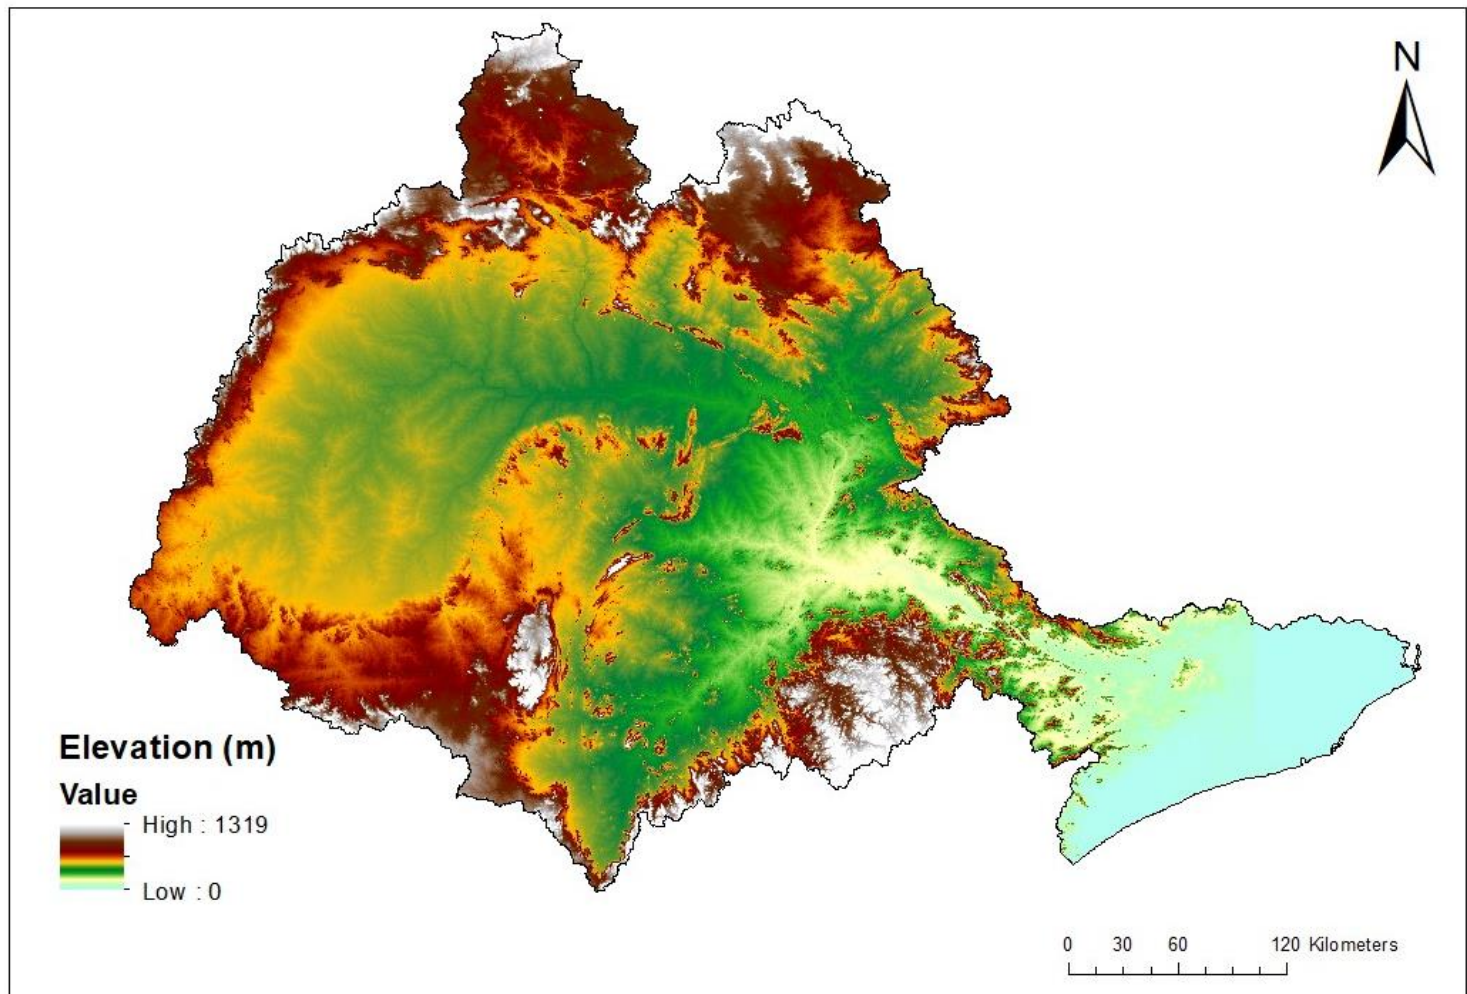 N
Elevation (m)
Value
High : 1319
Low : 0
0 30 60 120 Kilometers